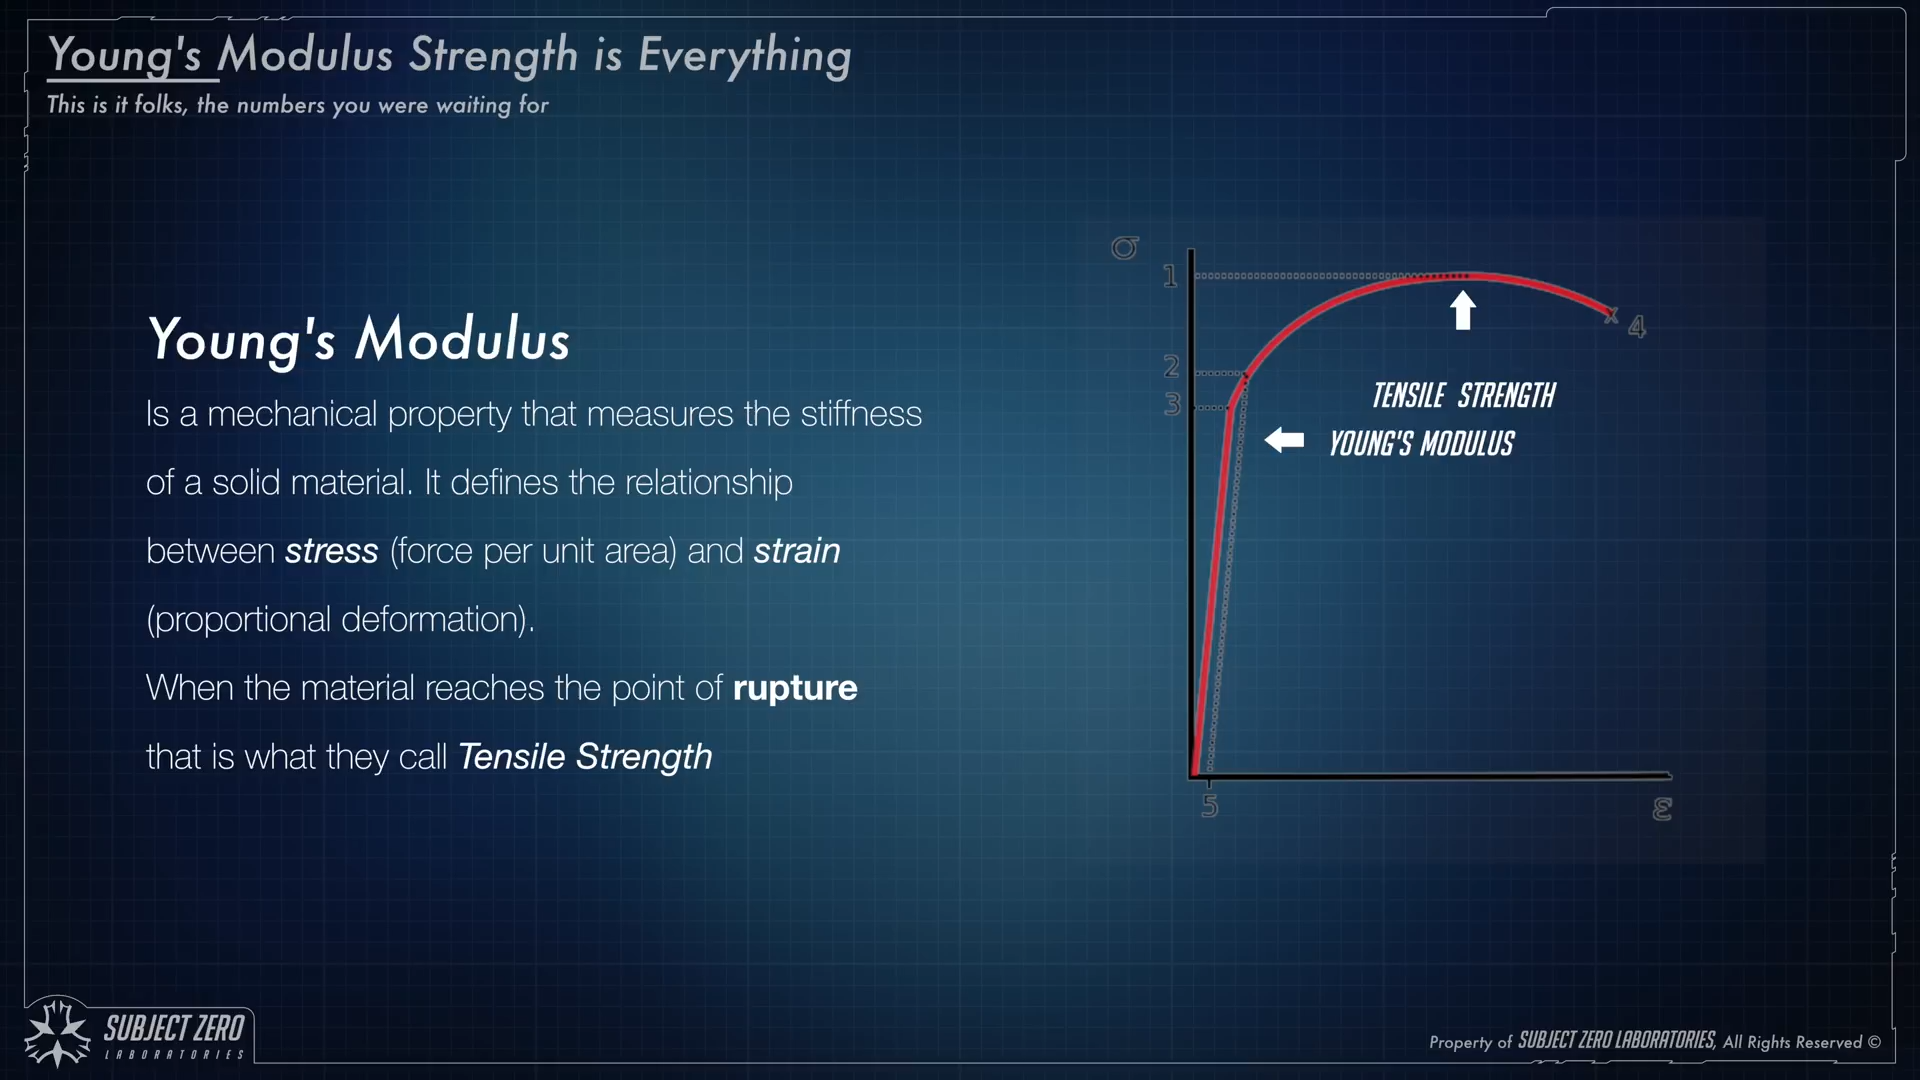 Young's Modulus Strength is Everything
This is it folks, the numbers you were waiting for
Young's Modulus
Is a mechanical property that measures the stiffness
of a solid material. It defines the relationship
between stress (force per unit area) and strain
(proportional deformation).
When the material reaches the point of rupture
that is what they call Tensile Strength
σ
1
2
3
4
TENSILE STRENGTH
YOUNG'S MODULUS
5
ε
SUBJECT ZERO
LABORATORIES
Property of SUBJECT ZERO LABORATORIES, All Rights Reserved ©